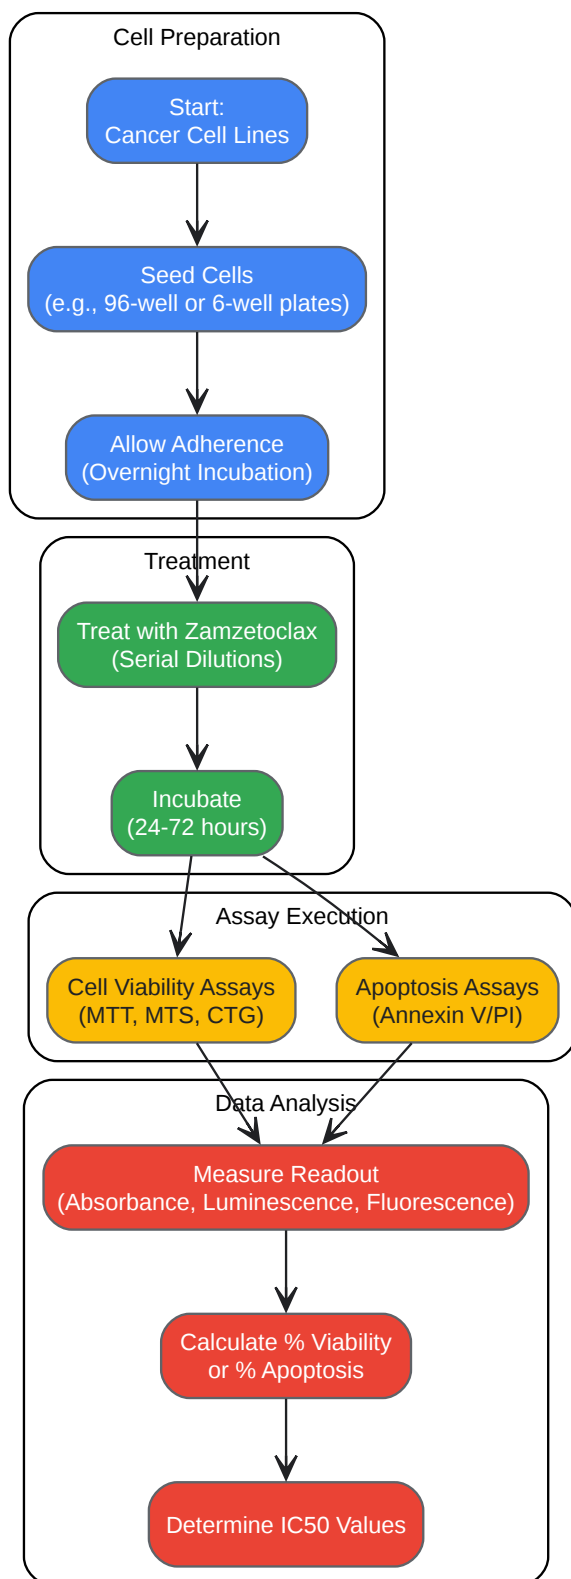 Cell Preparation
Start:
Cancer Cell Lines
Seed Cells
(e.g., 96-well or 6-well plates)
Allow Adherence
(Overnight Incubation)
Treatment
Treat with Zamzetoclax
(Serial Dilutions)
Incubate
(24-72 hours)
Assay Execution
Cell Viability Assays
(MTT, MTS, CTG)
Apoptosis Assays
(Annexin V/PI)
Data Analysis
Measure Readout
(Absorbance, Luminescence, Fluorescence)
Calculate % Viability
or % Apoptosis
Determine IC50 Values